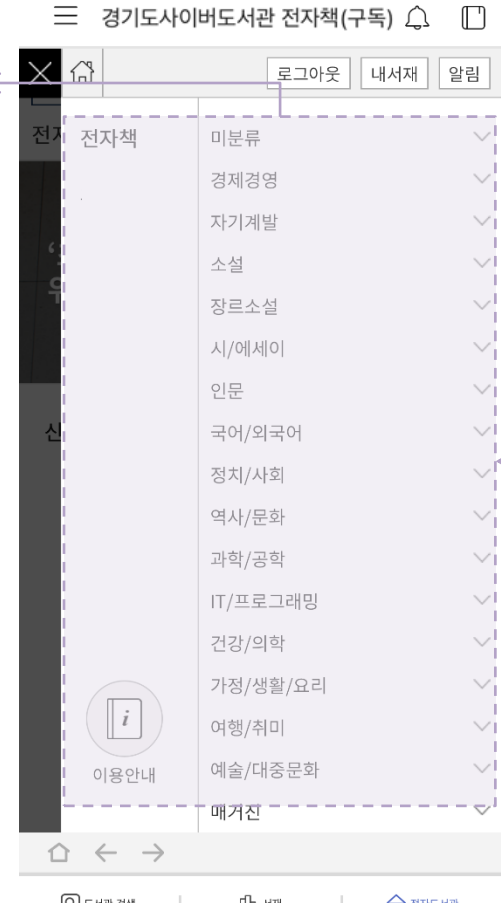 경기도사이버도서관 전자책(구독)
로그아웃 내서재 알림
전자책
미분류
경제경영
자기계발
소설
장르소설
시/에세이
인문
국어/외국어
정치/사회
역사/문화
과학/공학
IT/프로그래밍
건강/의학
가정/생활/요리
여행/취미
예술/대중문화
매거진
i
이용안내